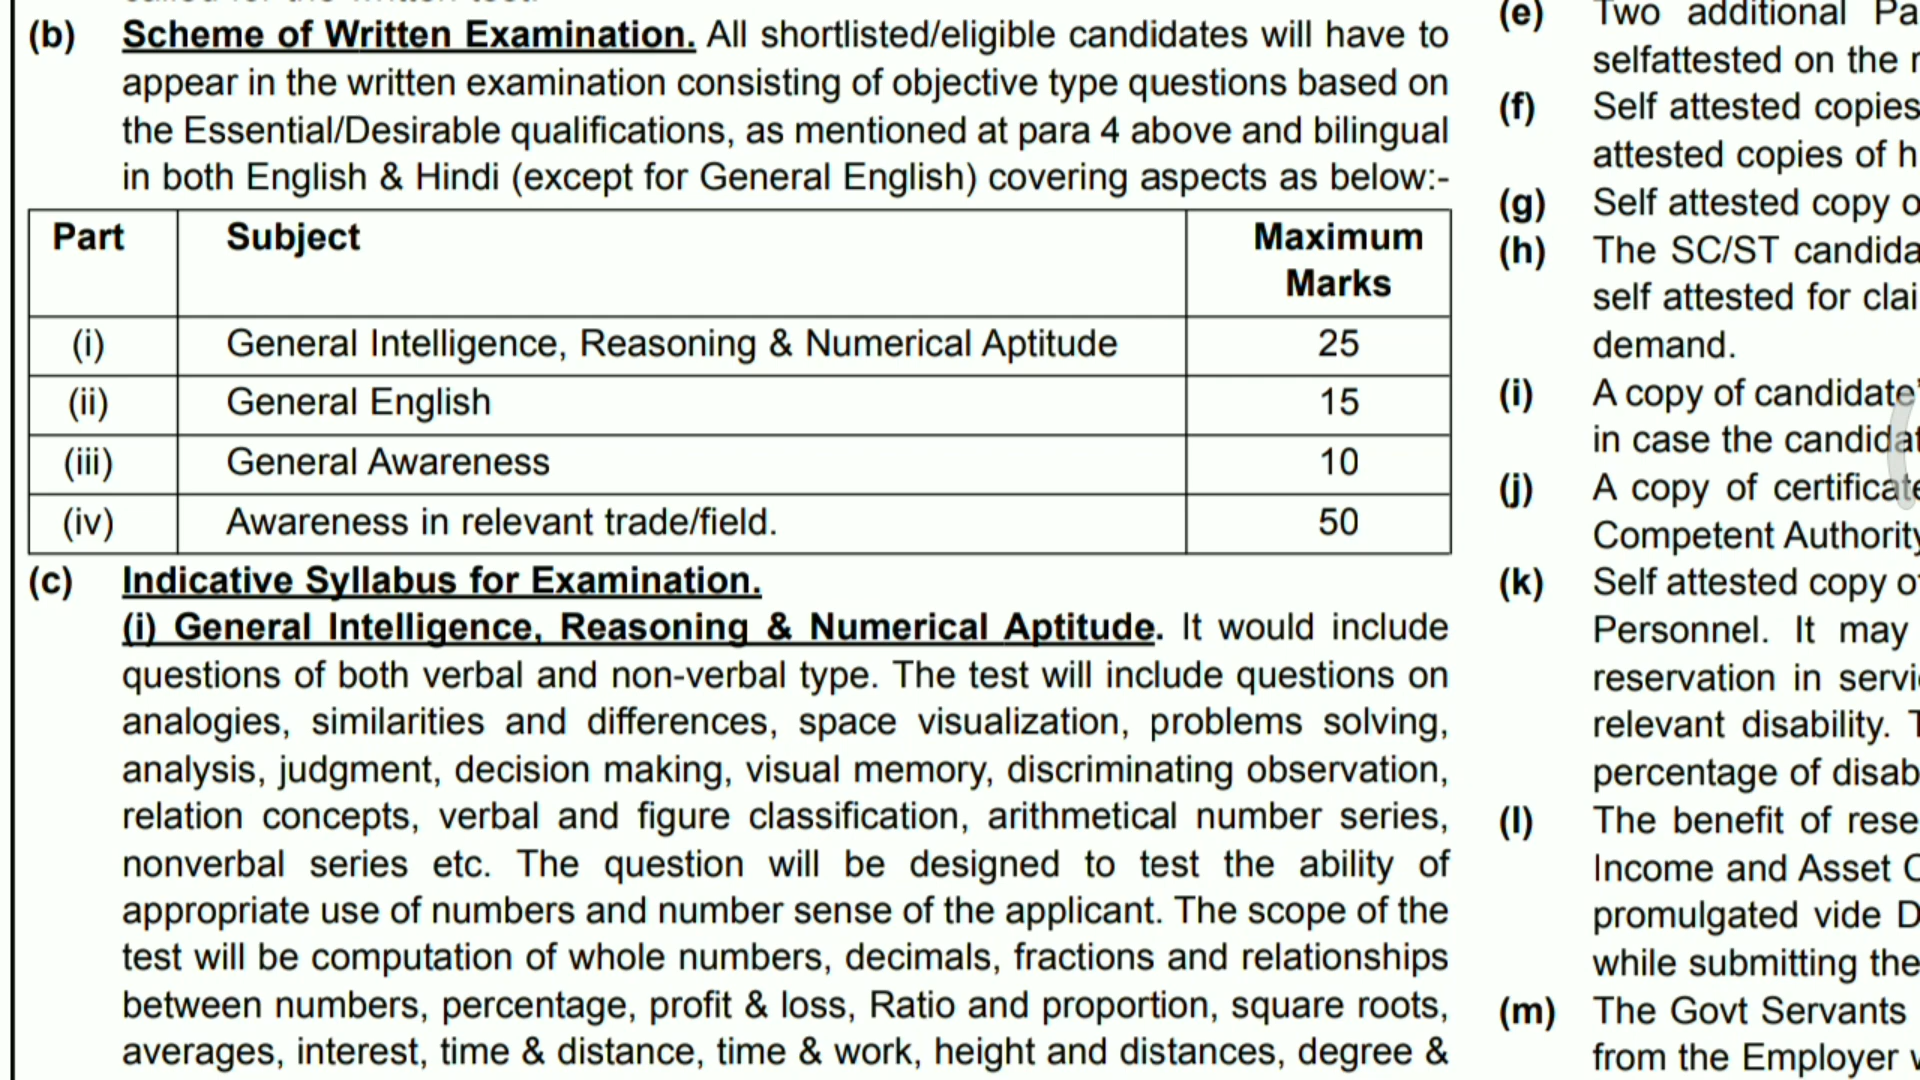 (b) Scheme of Written Examination. All shortlisted/eligible candidates will have to
appear in the written examination consisting of objective type questions based on
the Essential/Desirable qualifications, as mentioned at para 4 above and bilingual
in both English & Hindi (except for General English) covering aspects as below:-
Part Subject Maximum
Marks
(i) General Intelligence, Reasoning & Numerical Aptitude 25
(ii) General English 15
(iii) General Awareness 10
(iv) Awareness in relevant trade/field. 50
(c) Indicative Syllabus for Examination.
(i) General Intelligence, Reasoning & Numerical Aptitude. It would include
questions of both verbal and non-verbal type. The test will include questions on
analogies, similarities and differences, space visualization, problems solving,
analysis, judgment, decision making, visual memory, discriminating observation,
relation concepts, verbal and figure classification, arithmetical number series,
nonverbal series etc. The question will be designed to test the ability of
appropriate use of numbers and number sense of the applicant. The scope of the
test will be computation of whole numbers, decimals, fractions and relationships
between numbers, percentage, profit & loss, Ratio and proportion, square roots,
averages, interest, time & distance, time & work, height and distances, degree &
(e) Two additional Pa
selfattested on the
(f) Self attested copies
attested copies of h
(g) Self attested copy o
(h) The SC/ST candida
self attested for clai
demand.
(i) A copy of candidate'
in case the candidat
(j) A copy of certificate
Competent Authority
(k) Self attested copy of
Personnel. It may
reservation in servi
relevant disability. T
percentage of disab
(l) The benefit of rese
Income and Asset C
promulgated vide D
while submitting the
(m) The Govt Servants
from the Employer